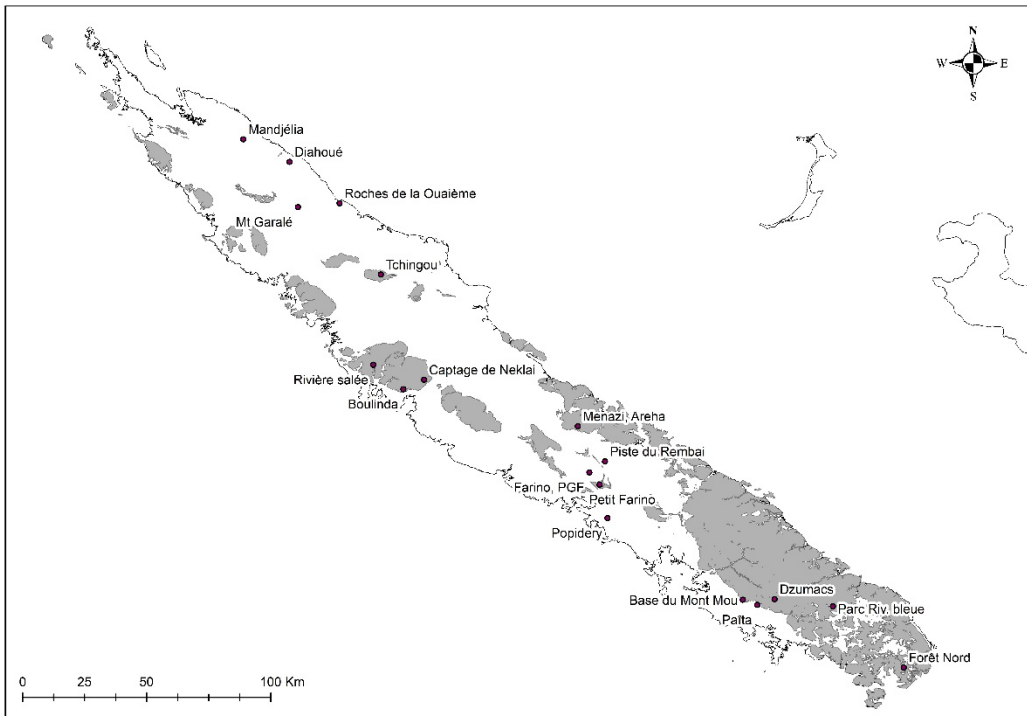 N
W E
S
Mandjélia
Diahoué
Roches de la Ouaième
Mt Garalé
Tchingou
Captage de Neklai
Rivière salée
Boulinda
Menazi, Areha
Piste du Rembai
Farino, PGF
Petit Farino
Popidery
Dzumacs
Base du Mont Mou
Parc Riv. bleue
Païta
Forêt Nord
0 25 50 100 Km